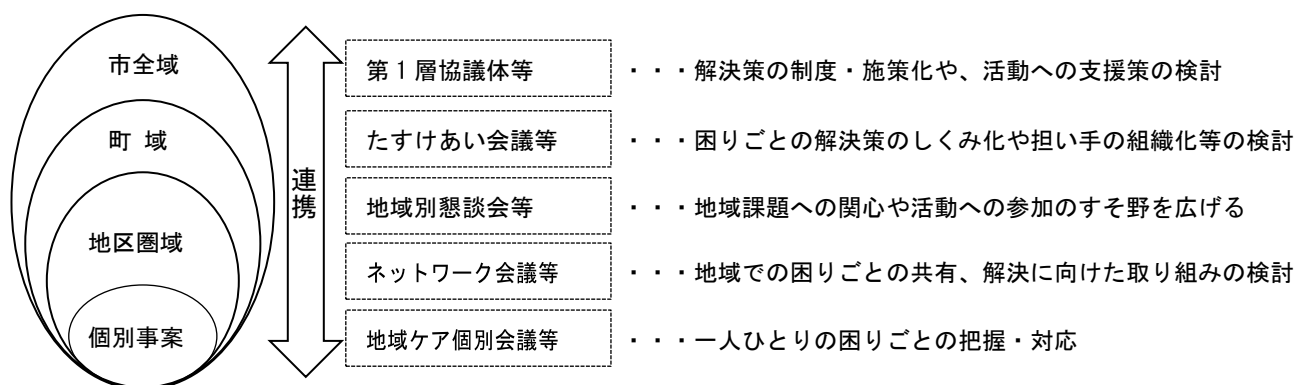 市全域
第1層協議体等 ・・・解決策の制度・施策化や、活動への支援策の検討
町 域
たすけあい会議等 ・・・困りごとの解決策のしくみ化や担い手の組織化等の検討
連携
地域別懇談会等 ・・・地域課題への関心や活動への参加のすそ野を広げる
地区圏域
ネットワーク会議等 ・・・地域での困りごとの共有、解決に向けた取り組みの検討
個別事案
地域ケア個別会議等 ・・・一人ひとりの困りごとの把握・対応